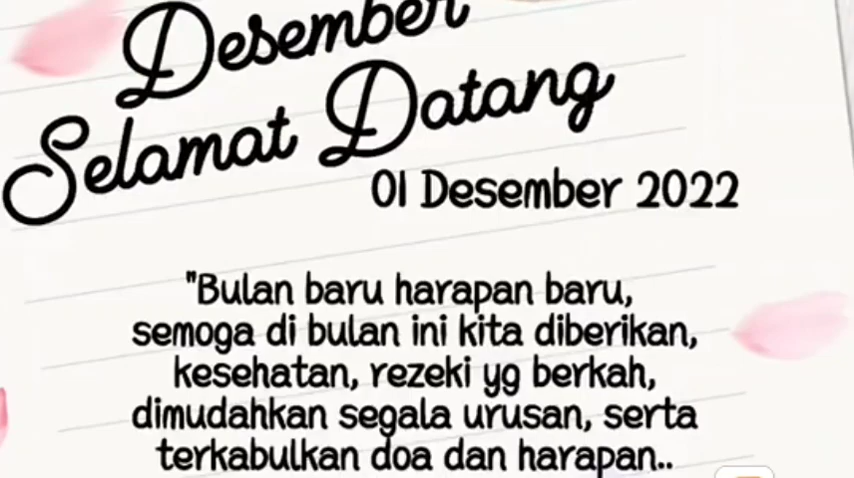 Desember
Selamat Datang
01 Desember 2022
"Bulan baru harapan baru,
semoga di bulan ini kita diberikan,
kesehatan, rezeki yg berkah,
dimudahkan segala urusan, serta
terkabulkan doa dan harapan..